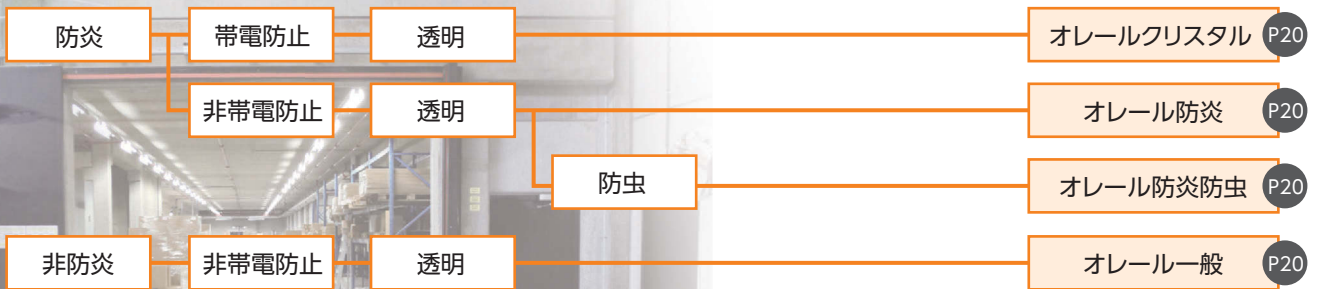 防炎 帯電防止 透明 オレールクリスタル P20
非帯電防止 透明 オレール防炎 P20
防虫 オレール防炎防虫 P20
非防炎 非帯電防止 透明 オレール一般 P20